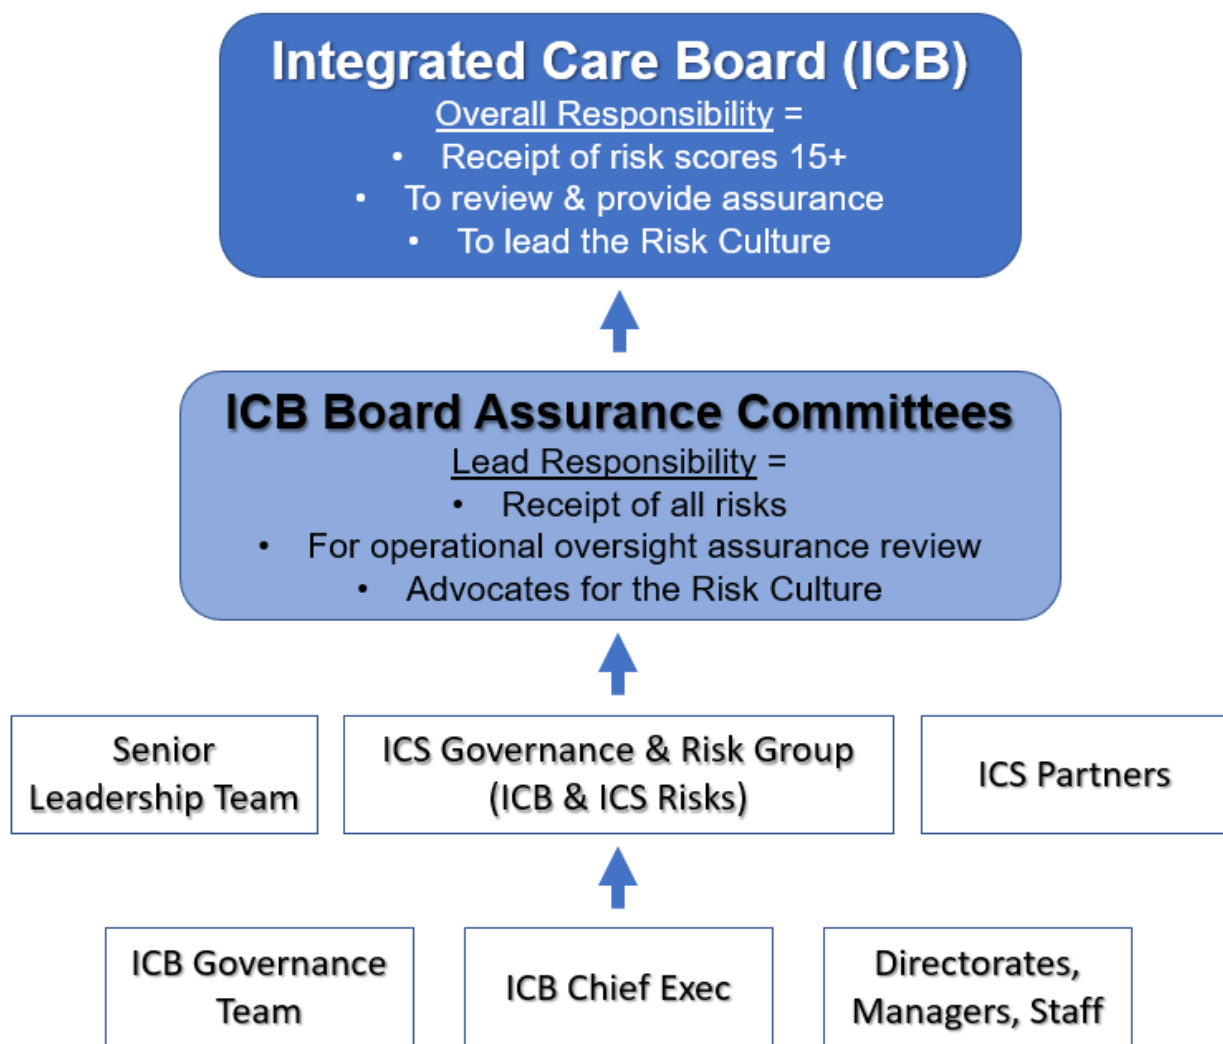 Integrated Care Board (ICB)
Overall Responsibility =
• Receipt of risk scores 15+
• To review & provide assurance
• To lead the Risk Culture
ICB Board Assurance Committees
Lead Responsibility =
• Receipt of all risks
• For operational oversight assurance review
• Advocates for the Risk Culture
Senior
Leadership Team
ICS Governance & Risk Group
(ICB & ICS Risks)
ICS Partners
ICB Governance
Team
ICB Chief Exec
Directorates,
Managers, Staff